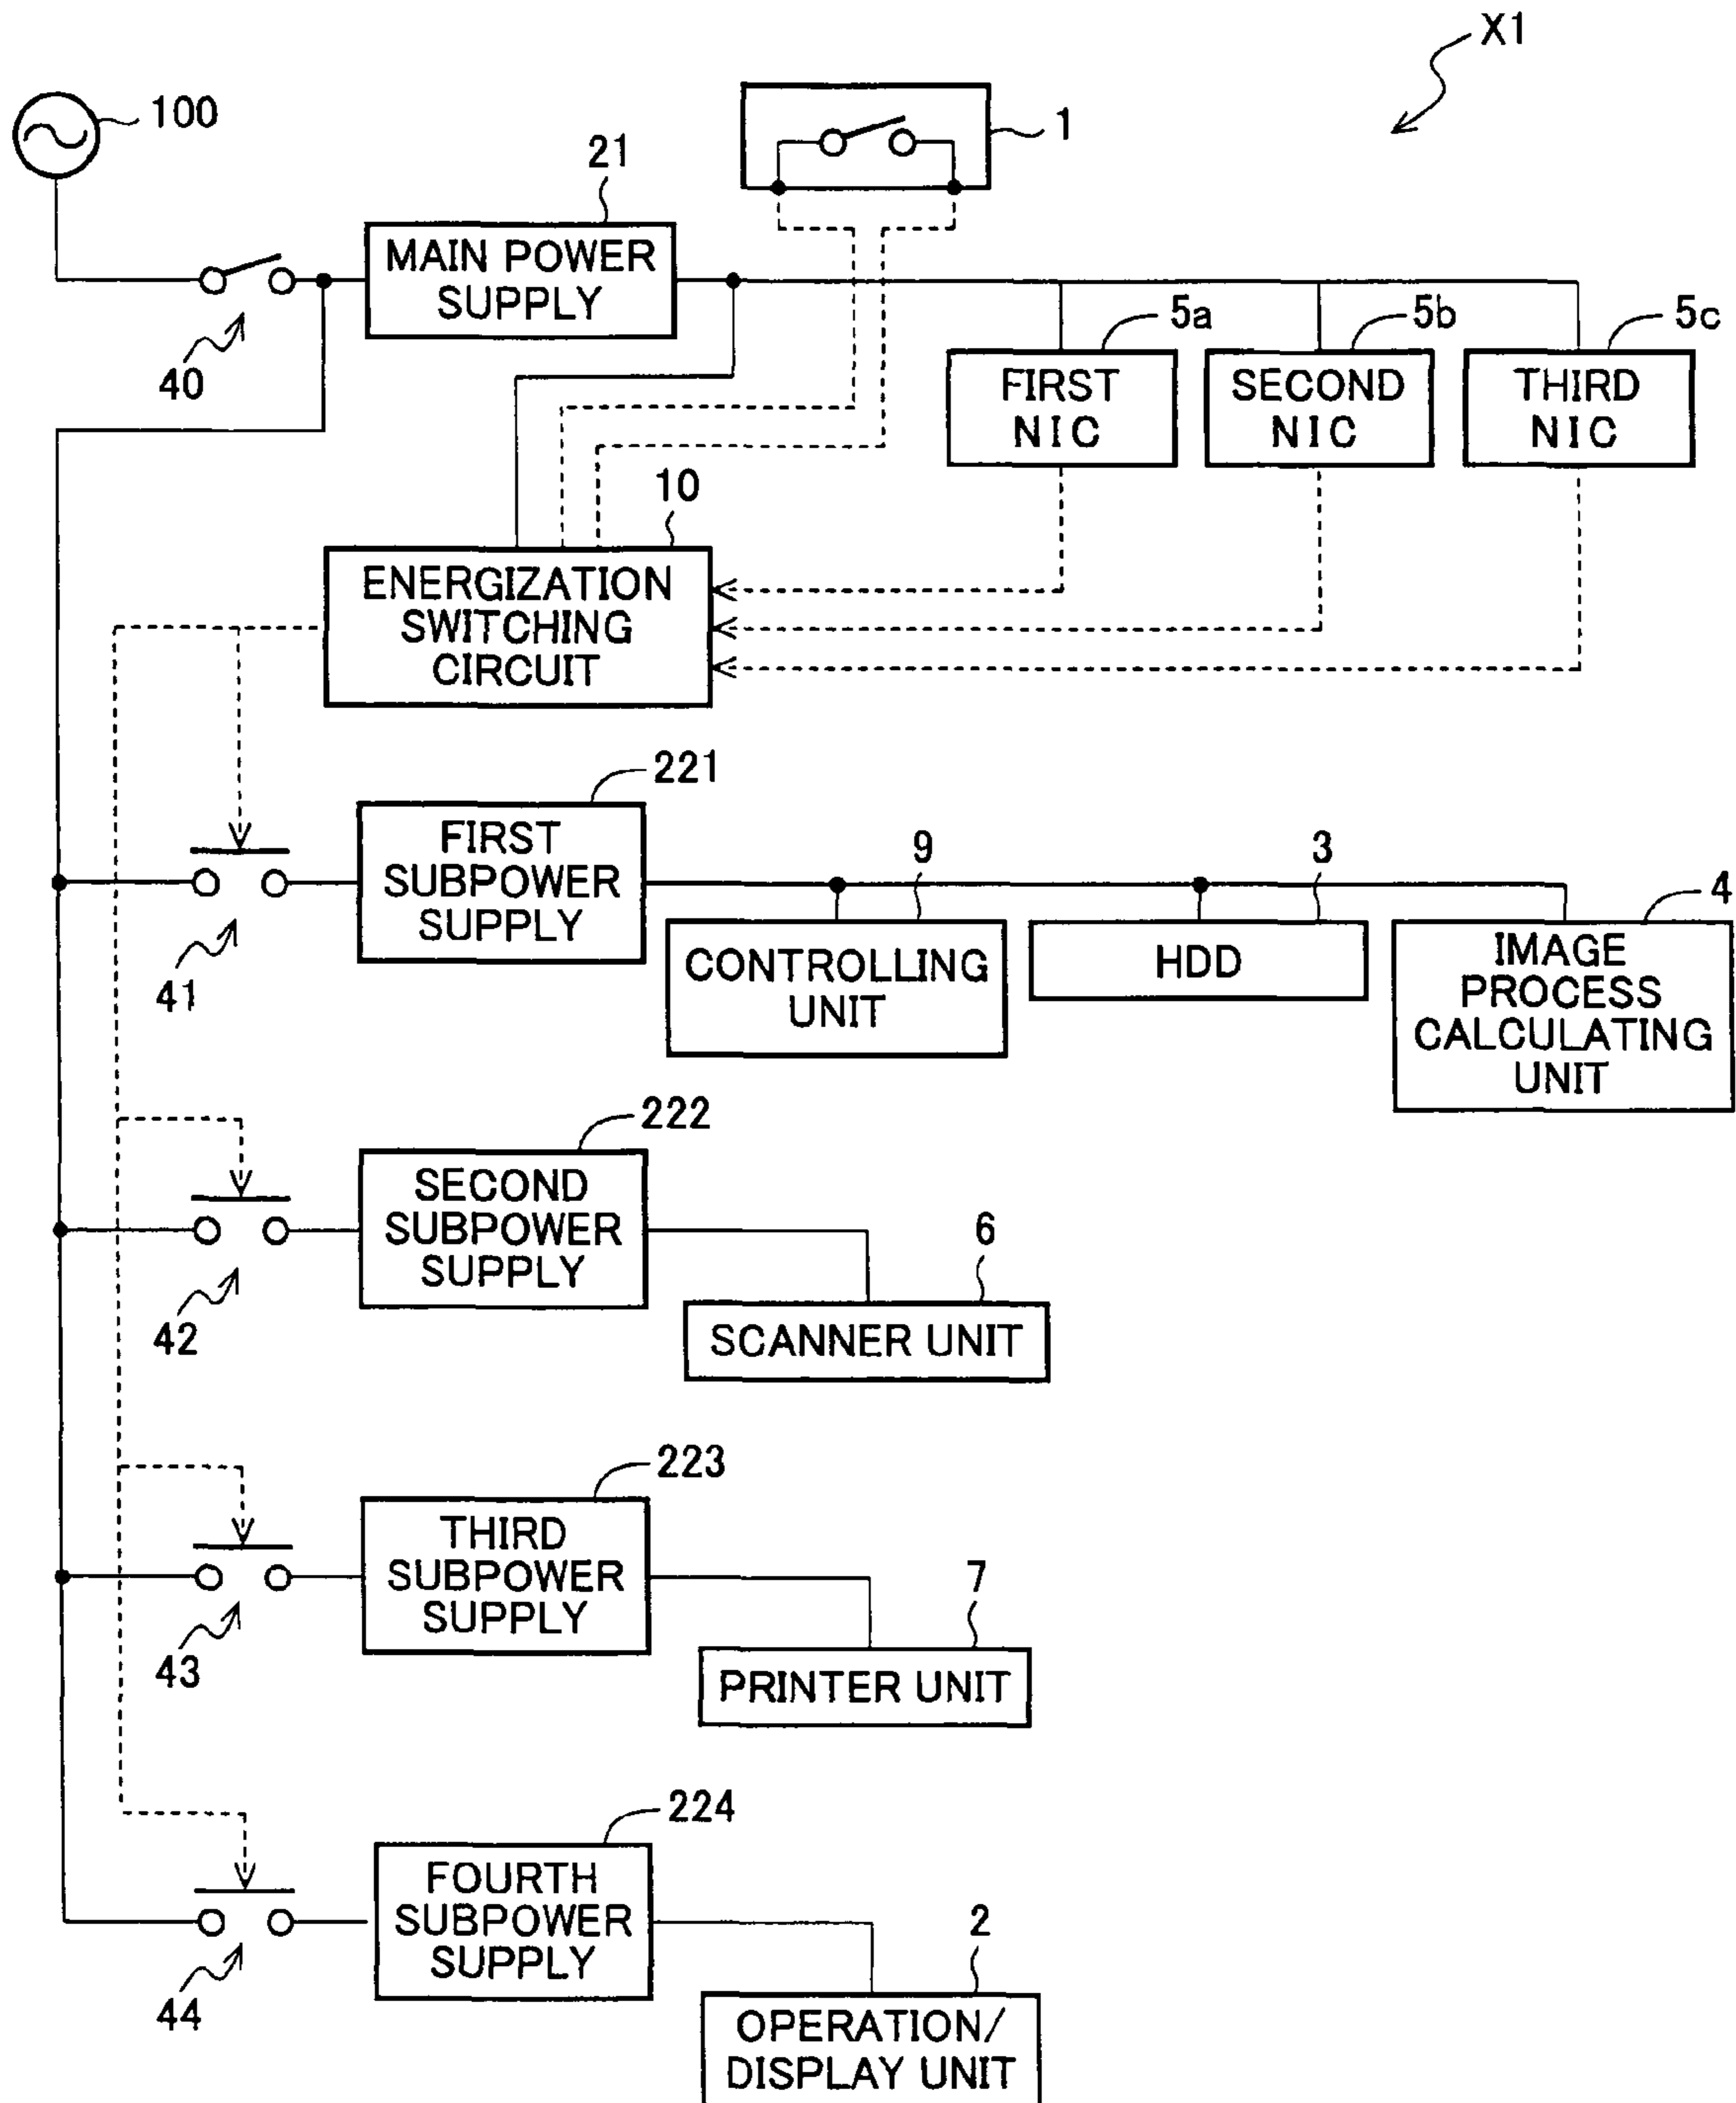 X1
100
1
21
MAIN POWER
SUPPLY
40
5a
5b
5c
FIRST
NIC
SECOND
NIC
THIRD
NIC
10
ENERGIZATION
SWITCHING
CIRCUIT
221
FIRST
SUBPOWER
SUPPLY
41
9
CONTROLLING
UNIT
3
HDD
4
IMAGE
PROCESS
CALCULATING
UNIT
222
SECOND
SUBPOWER
SUPPLY
42
6
SCANNER UNIT
223
THIRD
SUBPOWER
SUPPLY
43
7
PRINTER UNIT
224
FOURTH
SUBPOWER
SUPPLY
44
2
OPERATION/
DISPLAY UNIT